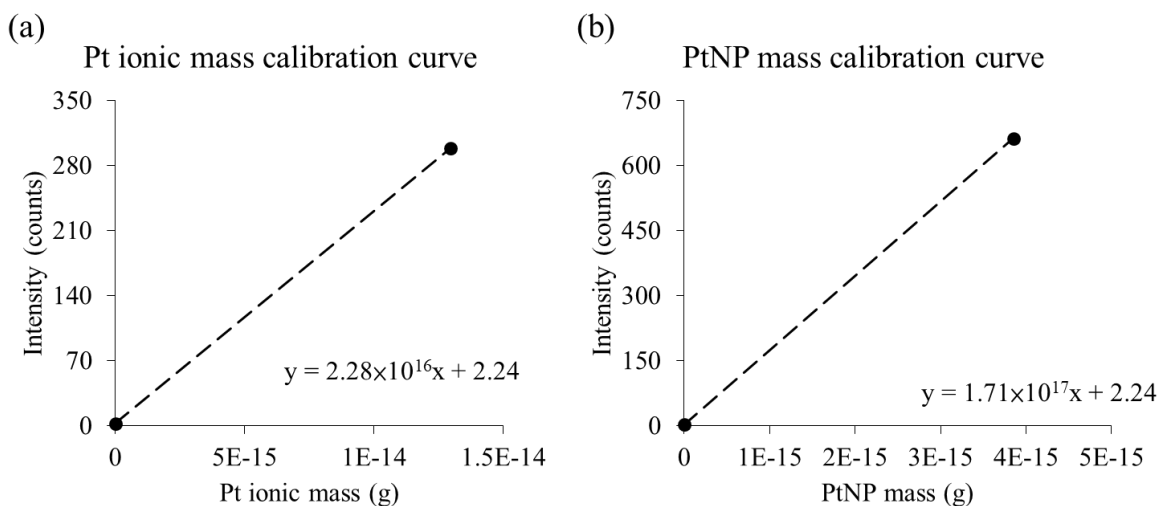 (a)
Pt ionic mass calibration curve
350
280
210
140
70
0
Intensity (counts)
y = 2.28×10¹⁶x + 2.24
0 5E-15 1E-14 1.5E-14
Pt ionic mass (g)
(b)
PtNP mass calibration curve
750
600
450
300
150
0
Intensity (counts)
y = 1.71×10¹⁷x + 2.24
0 1E-15 2E-15 3E-15 4E-15 5E-15
PtNP mass (g)